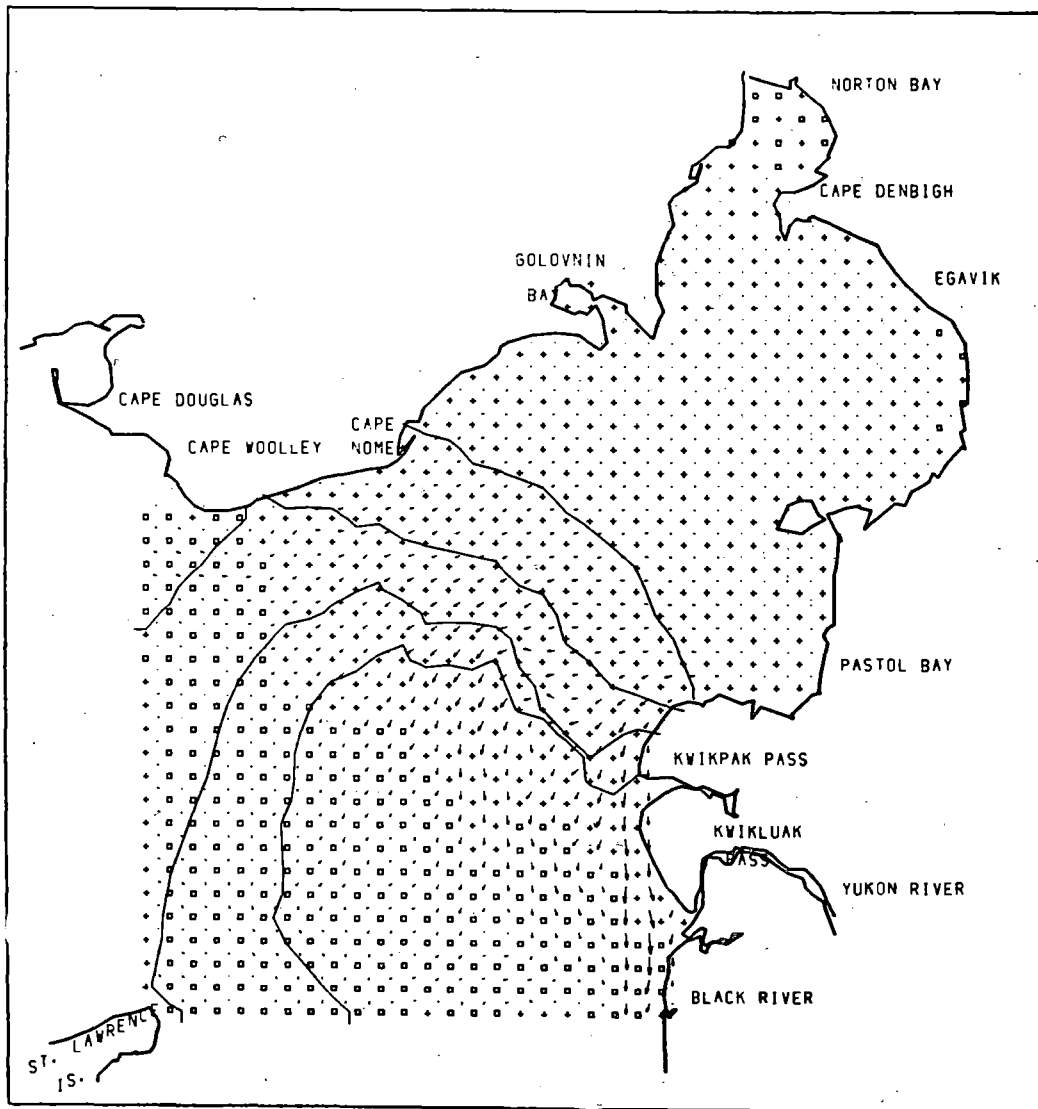 NORTON BAY
CAPE DENBIGH
GOLOVNIN
BAY
EGAVIK
CAPE DOUGLAS
CAPE
NOME
CAPE WOOLLEY
PASTOL BAY
KWIKPAK PASS
KWIKLUAK
PASS
YUKON RIVER
BLACK RIVER
ST. LAWRENCE
IS.